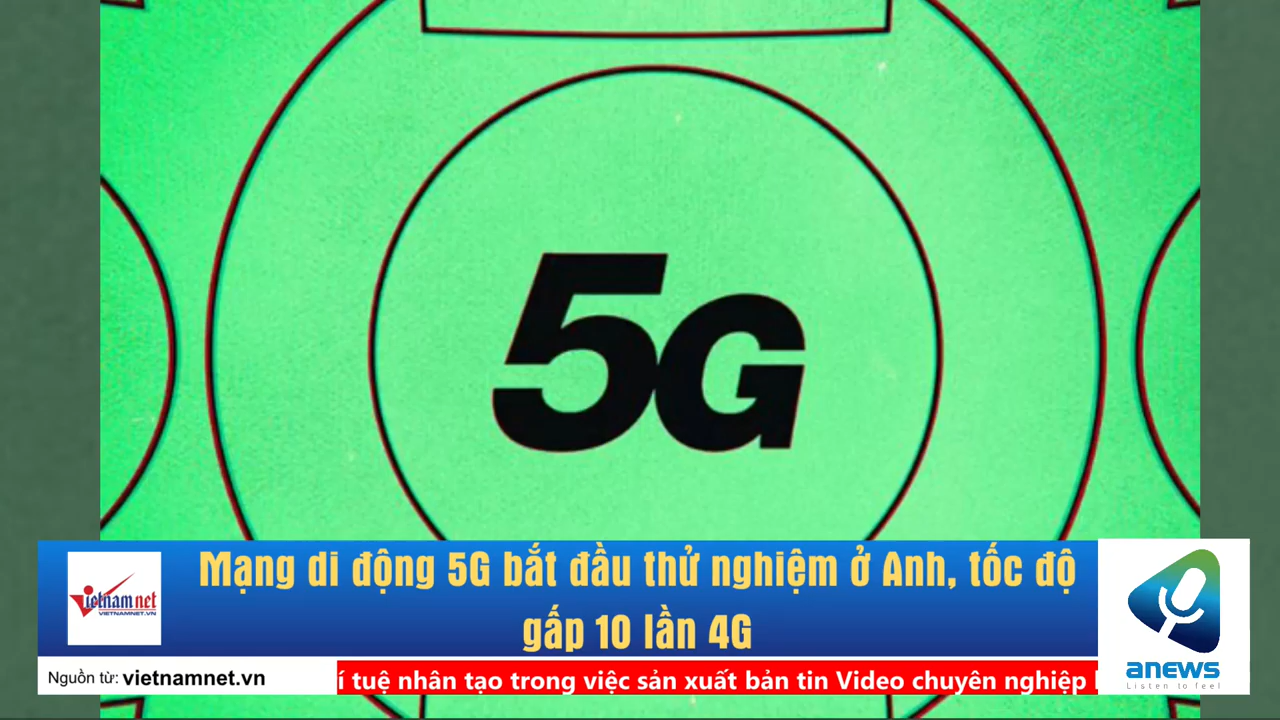 5G
Mạng di động 5G bắt đầu thử nghiệm ở Anh, tốc độ
gấp 10 lần 4G
Vietnamnet
VIETNAMNET.VN
Nguồn từ: vietnamnet.vn
í tuệ nhân tạo trong việc sản xuất bản tin Video chuyên nghiệp
anews
Listen to feel